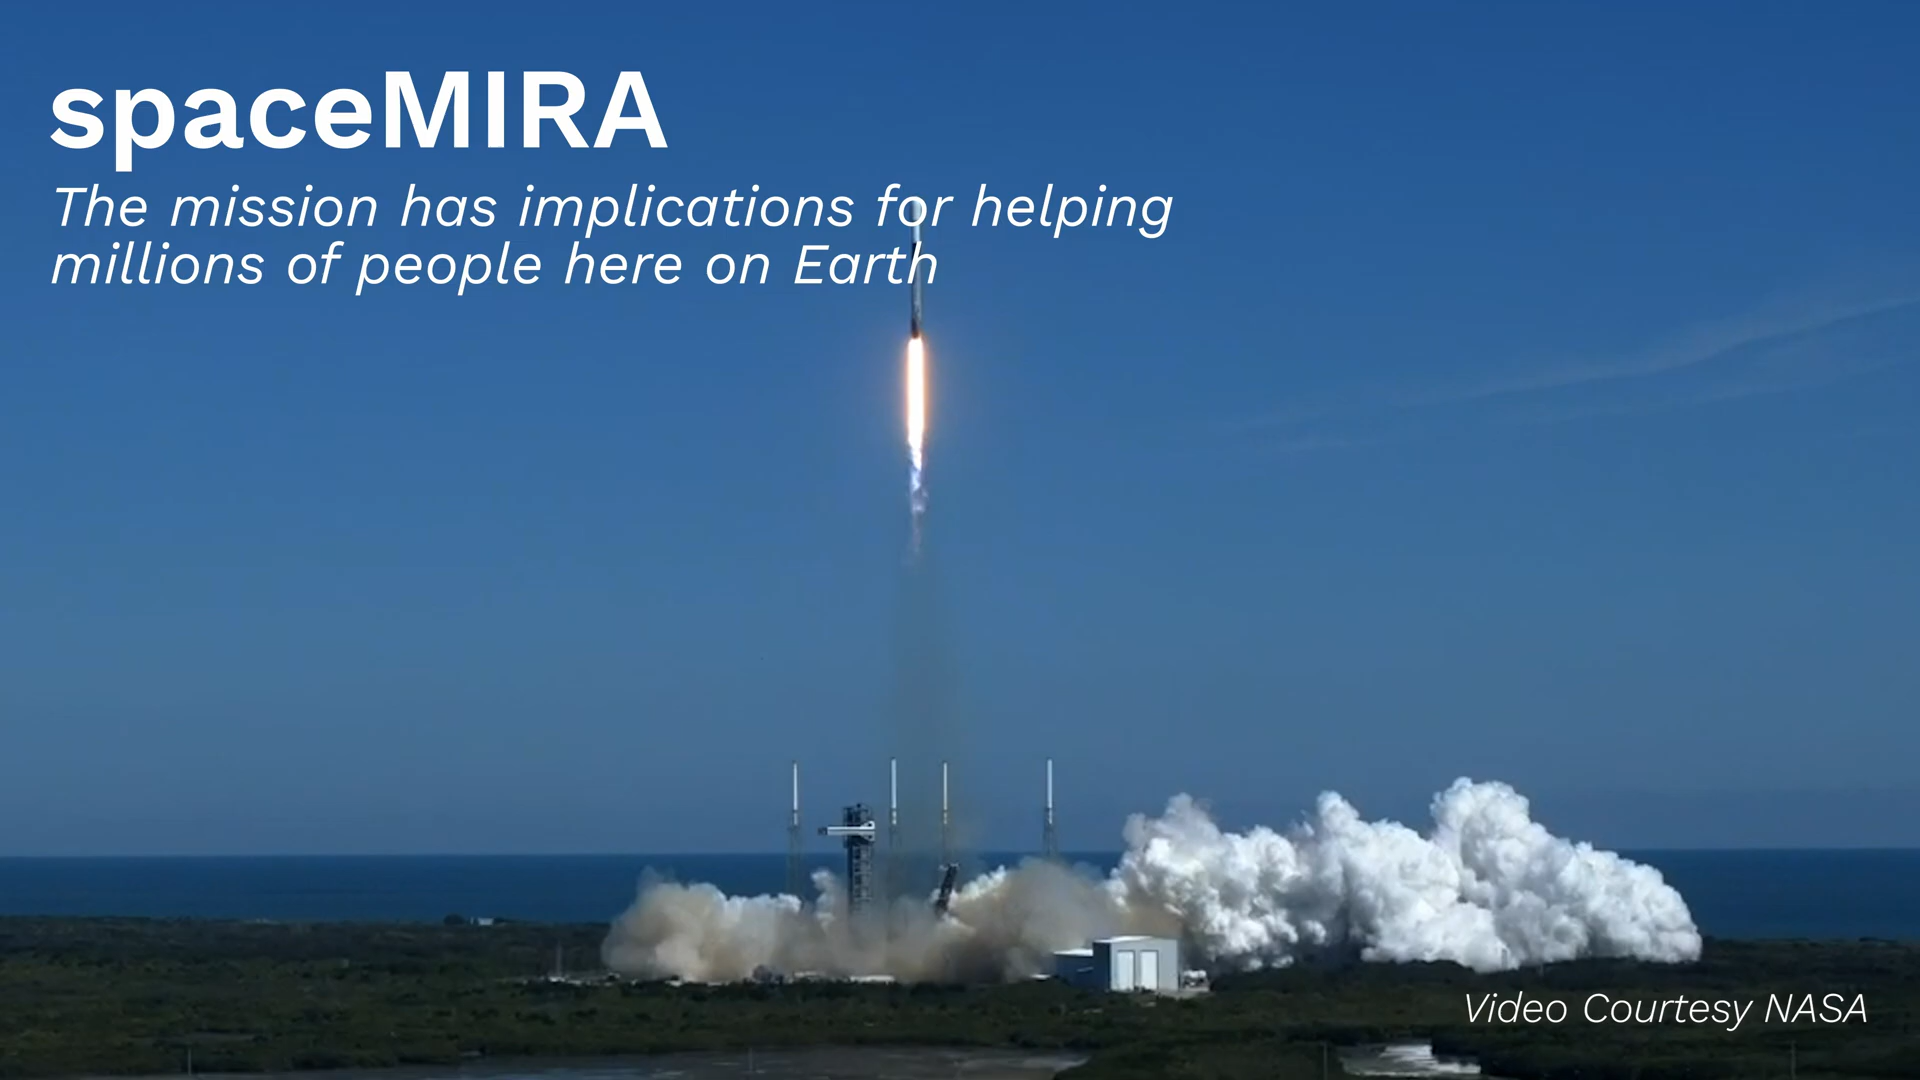 spaceMIRA
The mission has implications for helping
millions of people here on Earth
Video Courtesy NASA